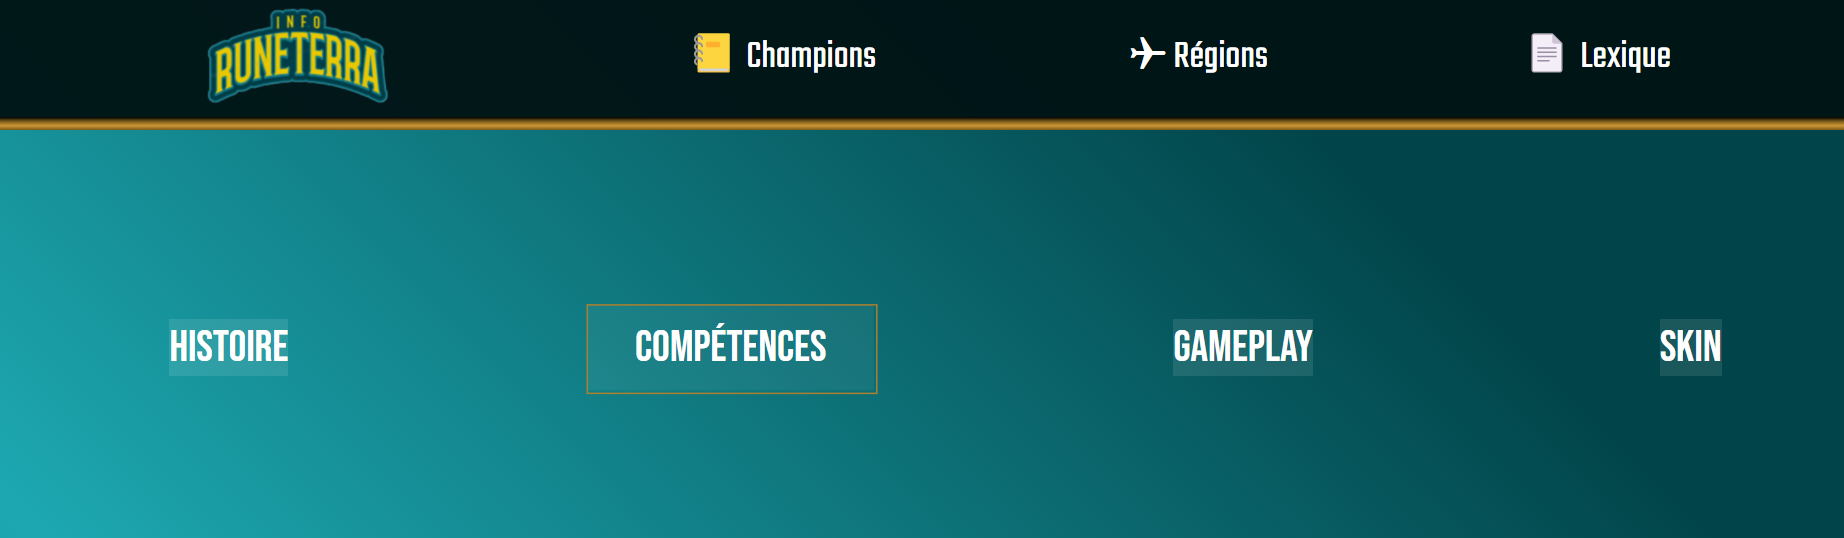 INFO
RUNETERRA
Champions
Régions
Lexique
HISTOIRE
COMPÉTENCES
GAMEPLAY
SKIN